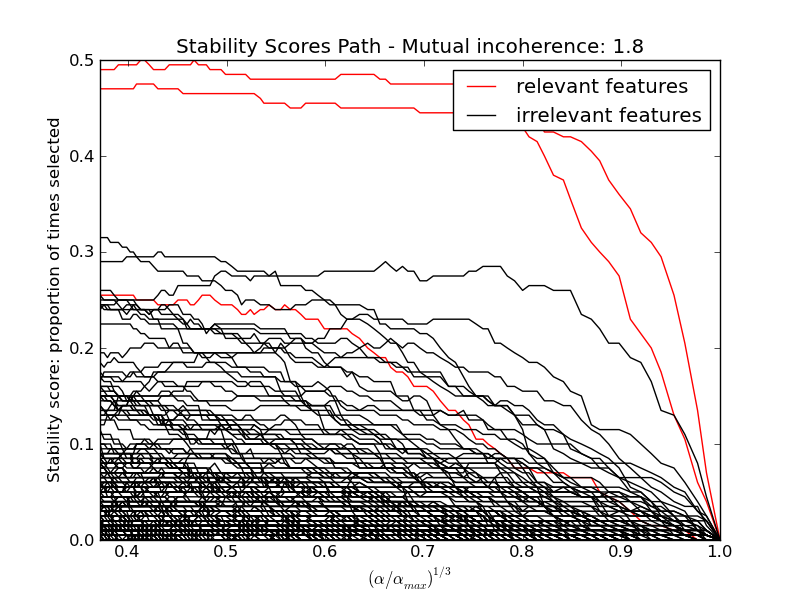 Stability Scores Path - Mutual incoherence: 1.8
relevant features
irrelevant features
Stability score: proportion of times selected
0.5
0.4
0.3
0.2
0.1
0.0
0.4 0.5 0.6 0.7 0.8 0.9 1.0
(α/α_max)^1/3